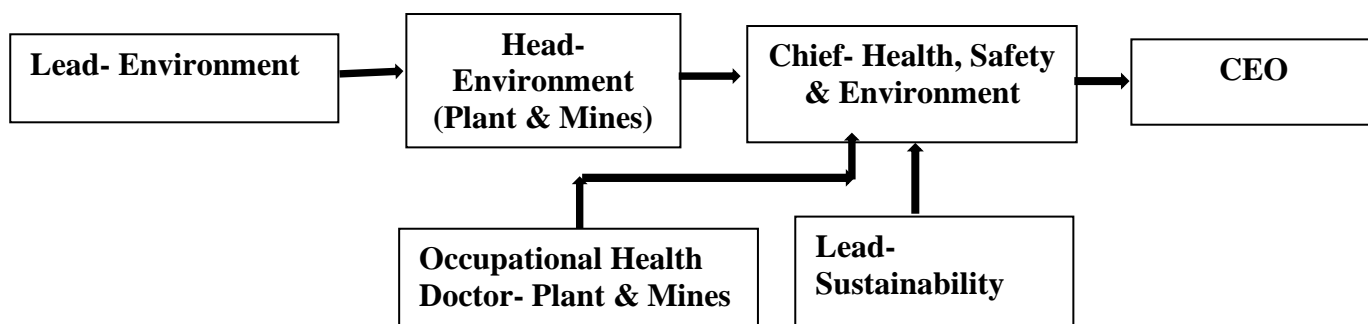 Lead- Environment
Head-
Environment
(Plant & Mines)
Chief- Health, Safety
& Environment
CEO
Occupational Health
Doctor- Plant & Mines
Lead-
Sustainability